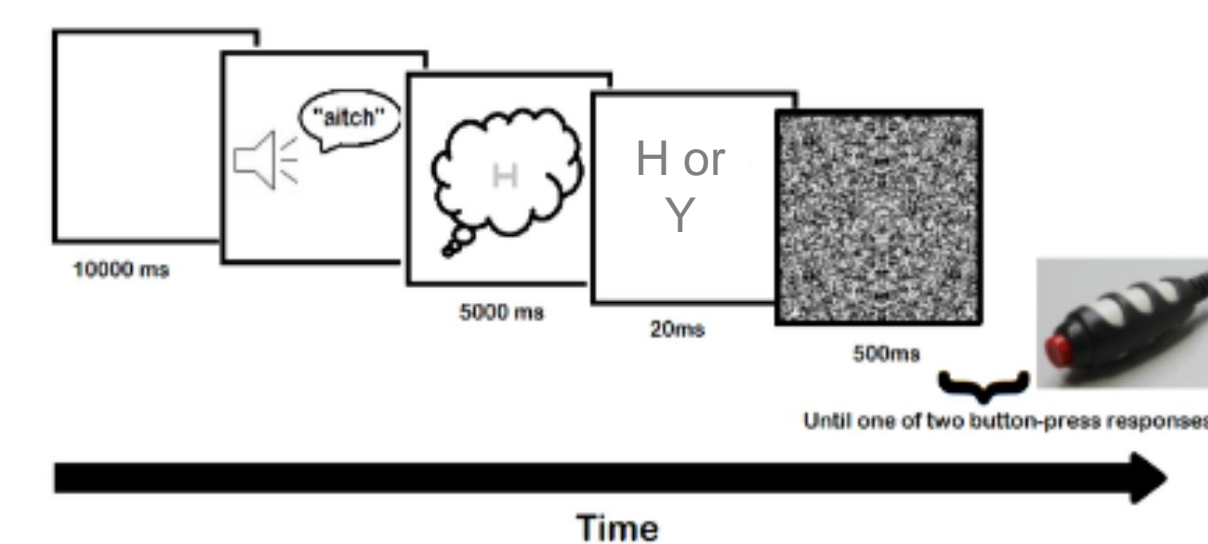 "aitch"
H
H or
Y
10000 ms
5000 ms
20ms
500ms
Until one of two button-press responses
Time